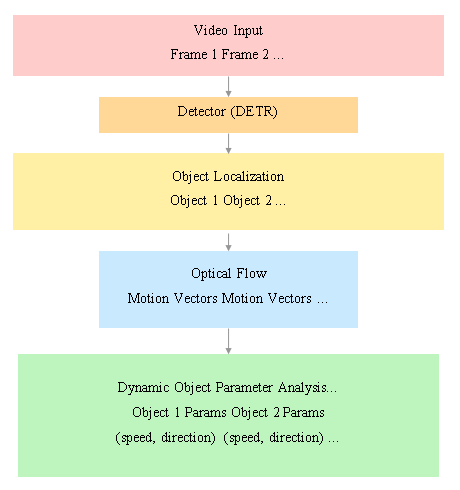 Video Input
Frame 1 Frame 2 ...
Detector (DETR)
Object Localization
Object 1 Object 2 ...
Optical Flow
Motion Vectors Motion Vectors ...
Dynamic Object Parameter Analysis...
Object 1 Params Object 2 Params
(speed, direction) (speed, direction) ...